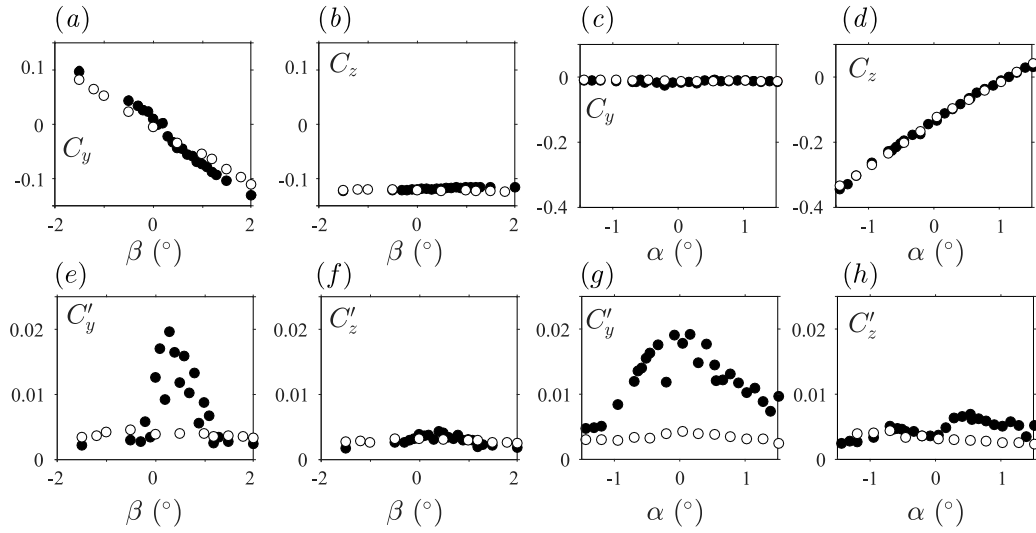 (a) (b) (c) (d)
0.1 0.1 0 0
C_z C_z
C_y
0 0 -0.2 -0.2
C_y
-0.1 -0.1 -0.4 -0.4
-2 0 2 -2 0 2 -1 0 1 -1 0 1
β (°) β (°) α (°) α (°)
(e) (f) (g) (h)
C′_y C′_z C′_y C′_z
0.02 0.02 0.02 0.02
0.01 0.01 0.01 0.01
0 0 0 0
-2 0 2 -2 0 2 -1 0 1 -1 0 1
β (°) β (°) α (°) α (°)